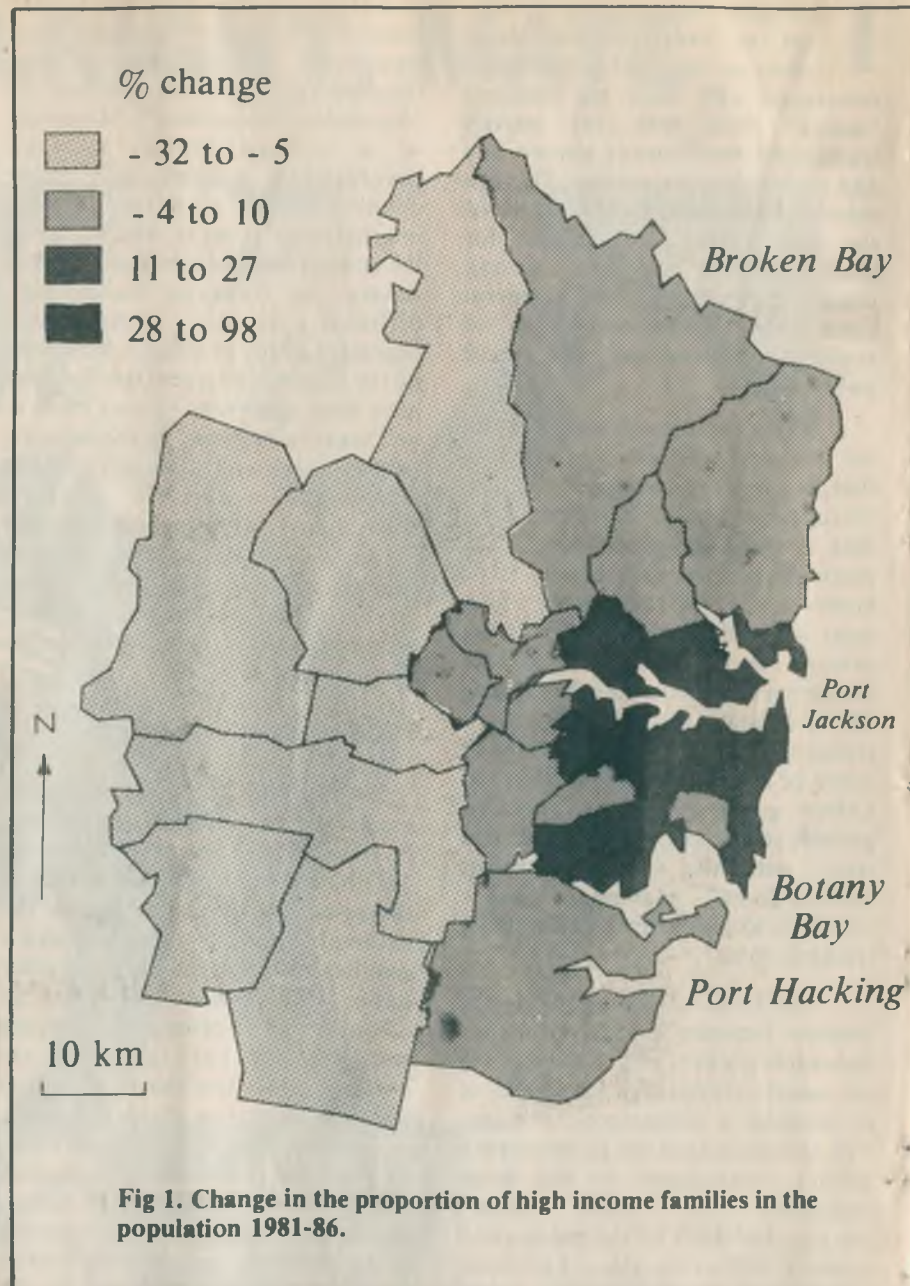 % change
- 32 to - 5
- 4 to 10
11 to 27
28 to 98
Broken Bay
Port
Jackson
N
Botany
Bay
Port Hacking
10 km
Fig 1. Change in the proportion of high income families in the
population 1981-86.